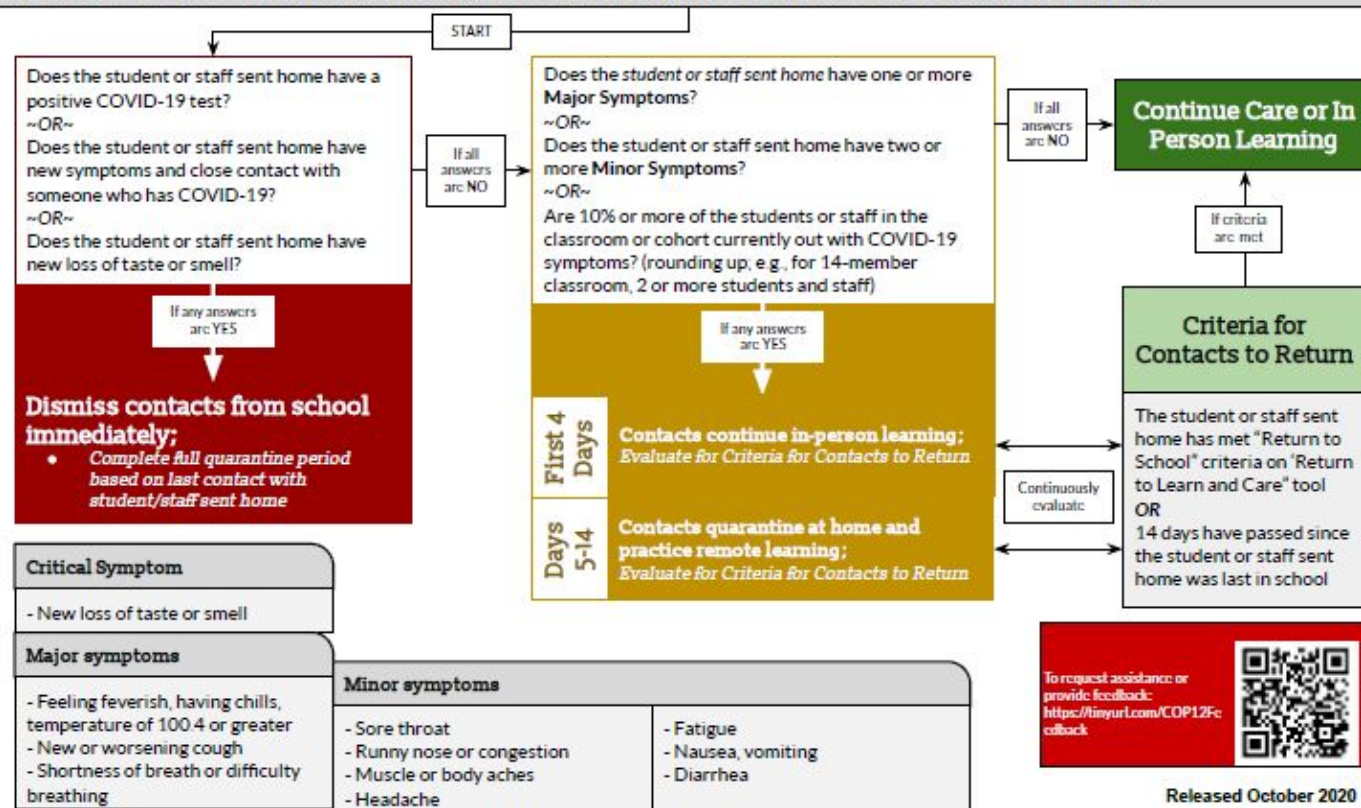 START
Does the student or staff sent home have a
positive COVID-19 test?
~OR~
Does the student or staff sent home have
new symptoms and close contact with
someone who has COVID-19?
~OR~
Does the student or staff sent home have
new loss of taste or smell?
If any answers
are YES
Dismiss contacts from school
immediately;
• Complete full quarantine period
based on last contact with
student/staff sent home
If all
answers
are NO
Does the student or staff sent home have one or more
Major Symptoms?
~OR~
Does the student or staff sent home have two or
more Minor Symptoms?
~OR~
Are 10% or more of the students or staff in the
classroom or cohort currently out with COVID-19
symptoms? (rounding up; e.g., for 14-member
classroom, 2 or more students and staff)
If any answers
are YES
First 4
Days
Contacts continue in-person learning;
Evaluate for Criteria for Contacts to Return
Days
5-14
Contacts quarantine at home and
practice remote learning;
Evaluate for Criteria for Contacts to Return
If all
answers
are NO
Continue Care or In
Person Learning
If criteria
are met
Criteria for
Contacts to Return
The student or staff sent
home has met "Return to
School" criteria on "Return
to Learn and Care" tool
OR
14 days have passed since
the student or staff sent
home was last in school
Continuously
evaluate
Critical Symptom
- New loss of taste or smell
Major symptoms
- Feeling feverish, having chills,
temperature of 100.4 or greater
- New or worsening cough
- Shortness of breath or difficulty
breathing
Minor symptoms
- Sore throat
- Runny nose or congestion
- Muscle or body aches
- Headache
- Fatigue
- Nausea, vomiting
- Diarrhea
To request assistance or
provide feedback:
https://tinyurl.com/COP12Fe
edback
Released October 2020